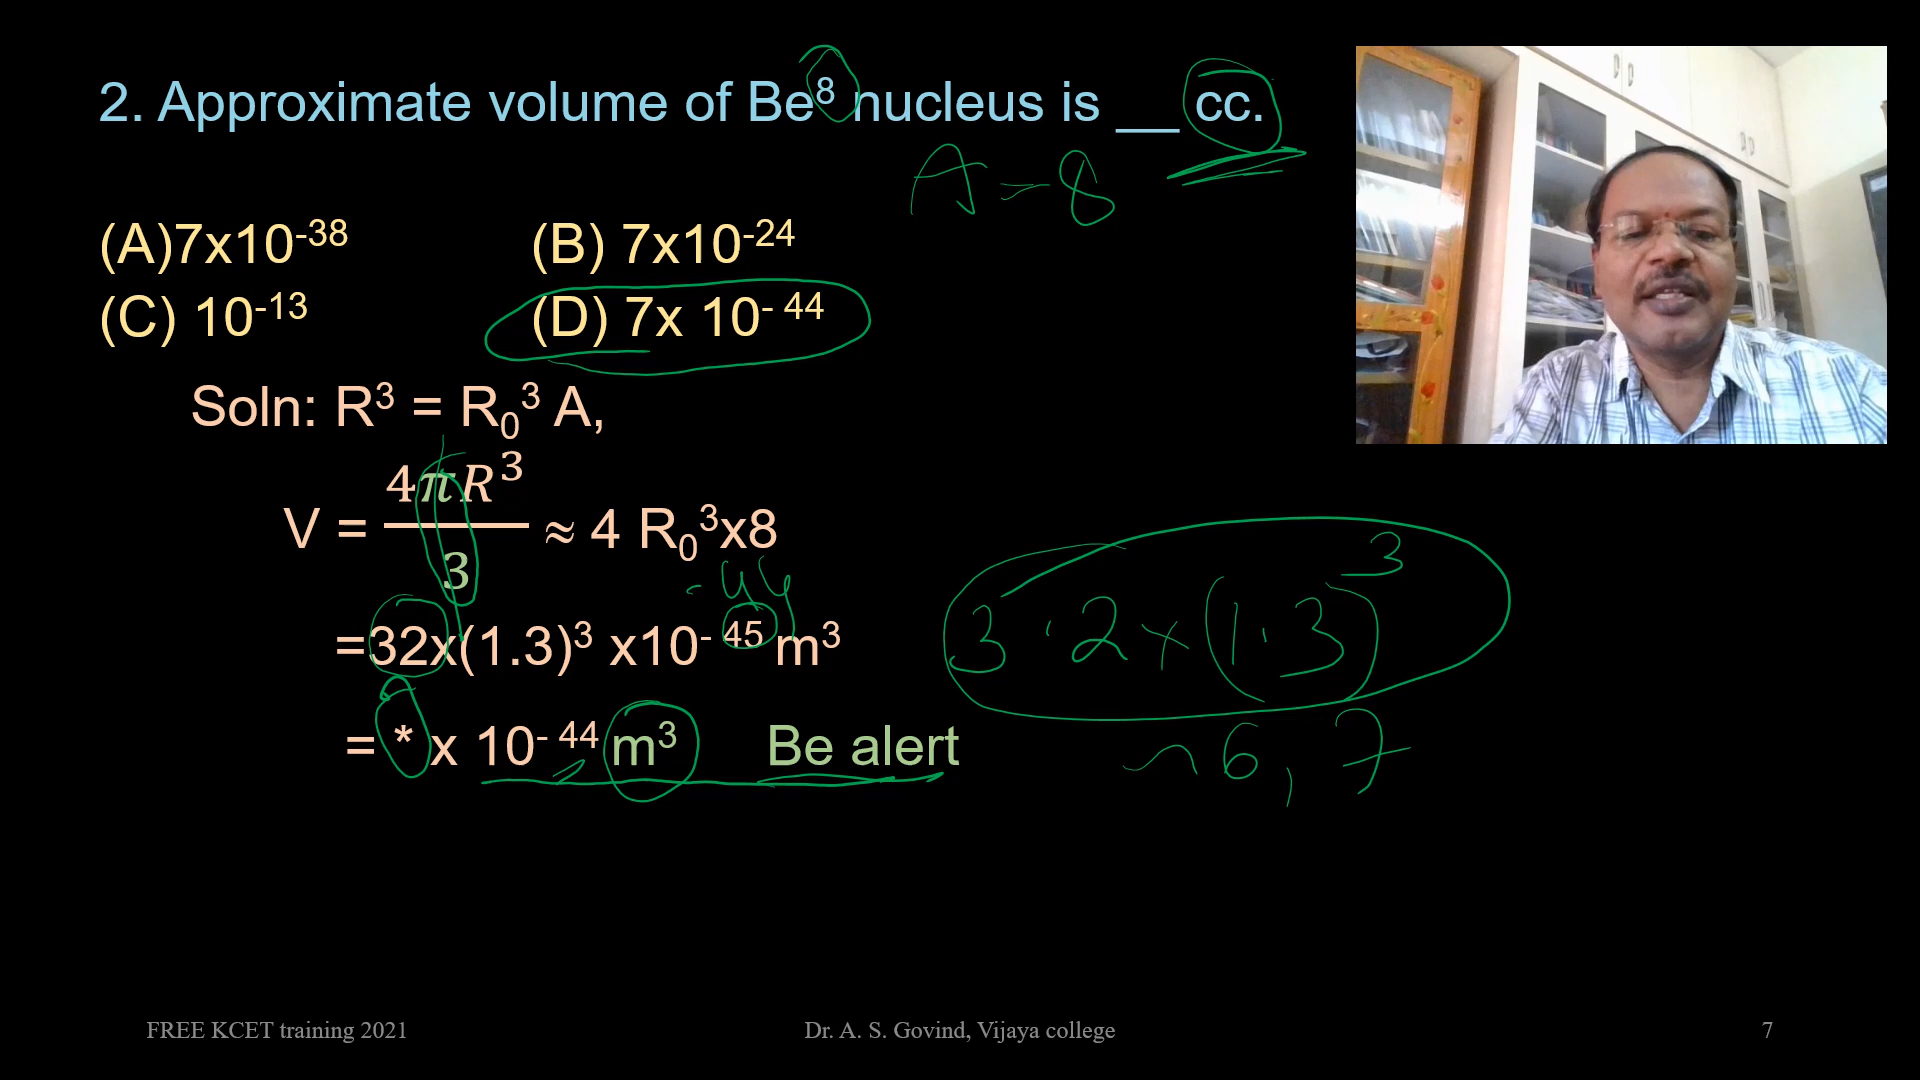 2. Approximate volume of Be⁸ nucleus is __ cc.
A = 8
(A)7x10⁻³⁸ (B) 7x10⁻²⁴
(C) 10⁻¹³ (D) 7x 10⁻ ⁴⁴
Soln: R³ = R₀³ A,
V = 4πR³/3 ≈ 4 R₀³x8
-44
=32x(1.3)³ x10⁻ ⁴⁵ m³ 3.2x(1.3)³
= * x 10⁻ ⁴⁴ m³ Be alert ~6, 7
FREE KCET training 2021 Dr. A. S. Govind, Vijaya college 7